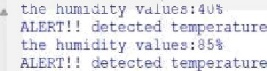 the humidity values:40%
ALERT!! detected temperature
the humidity values:85%
ALERT!! detected temperature